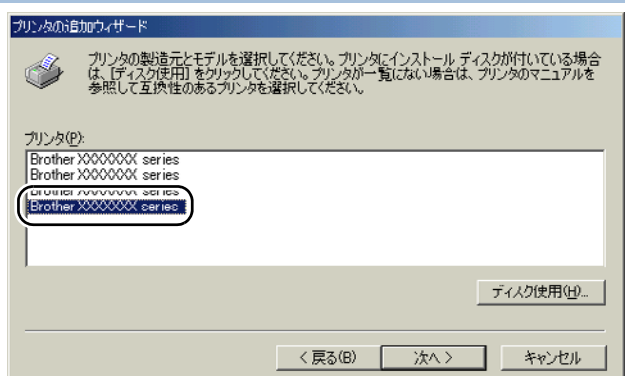 プリンタの追加ウィザード
プリンタの製造元とモデルを選択してください。プリンタにインストール ディスクが付いている場合
は、[ディスク使用] をクリックしてください。プリンタが一覧にない場合は、プリンタのマニュアルを
参照して互換性のあるプリンタを選択してください。
プリンタ(P):
Brother XXXXXXX series
Brother XXXXXXX series
Brother XXXXXXX series
Brother XXXXXXX series
ディスク使用(H)...
< 戻る(B)
次へ >
キャンセル